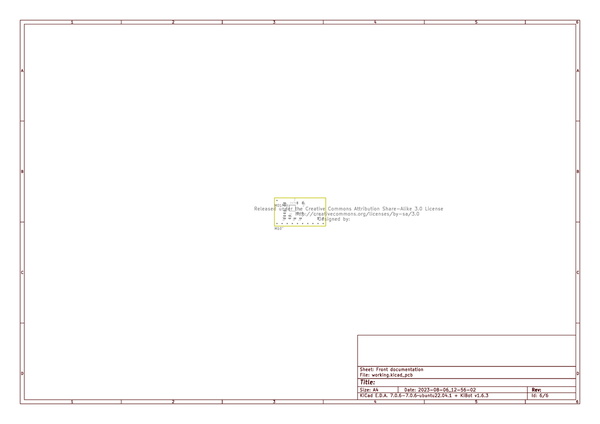 1 2 3 4 5 6
A A
B B
Released under the Creative Commons Attribution Share-Alike 3.0 License
http://creativecommons.org/licenses/by-sa/3.0
Designed by:
C C
Sheet: Front documentation
File: working.kicad_pcb
D D
Title:
Size: A4 Date: 2023-08-06_12-56-02 Rev:
KiCad E.D.A. 7.0.6-7.0.6~ubuntu22.04.1 + KiBot v1.6.3 Id: 6/6
1 2 3 4 5 6